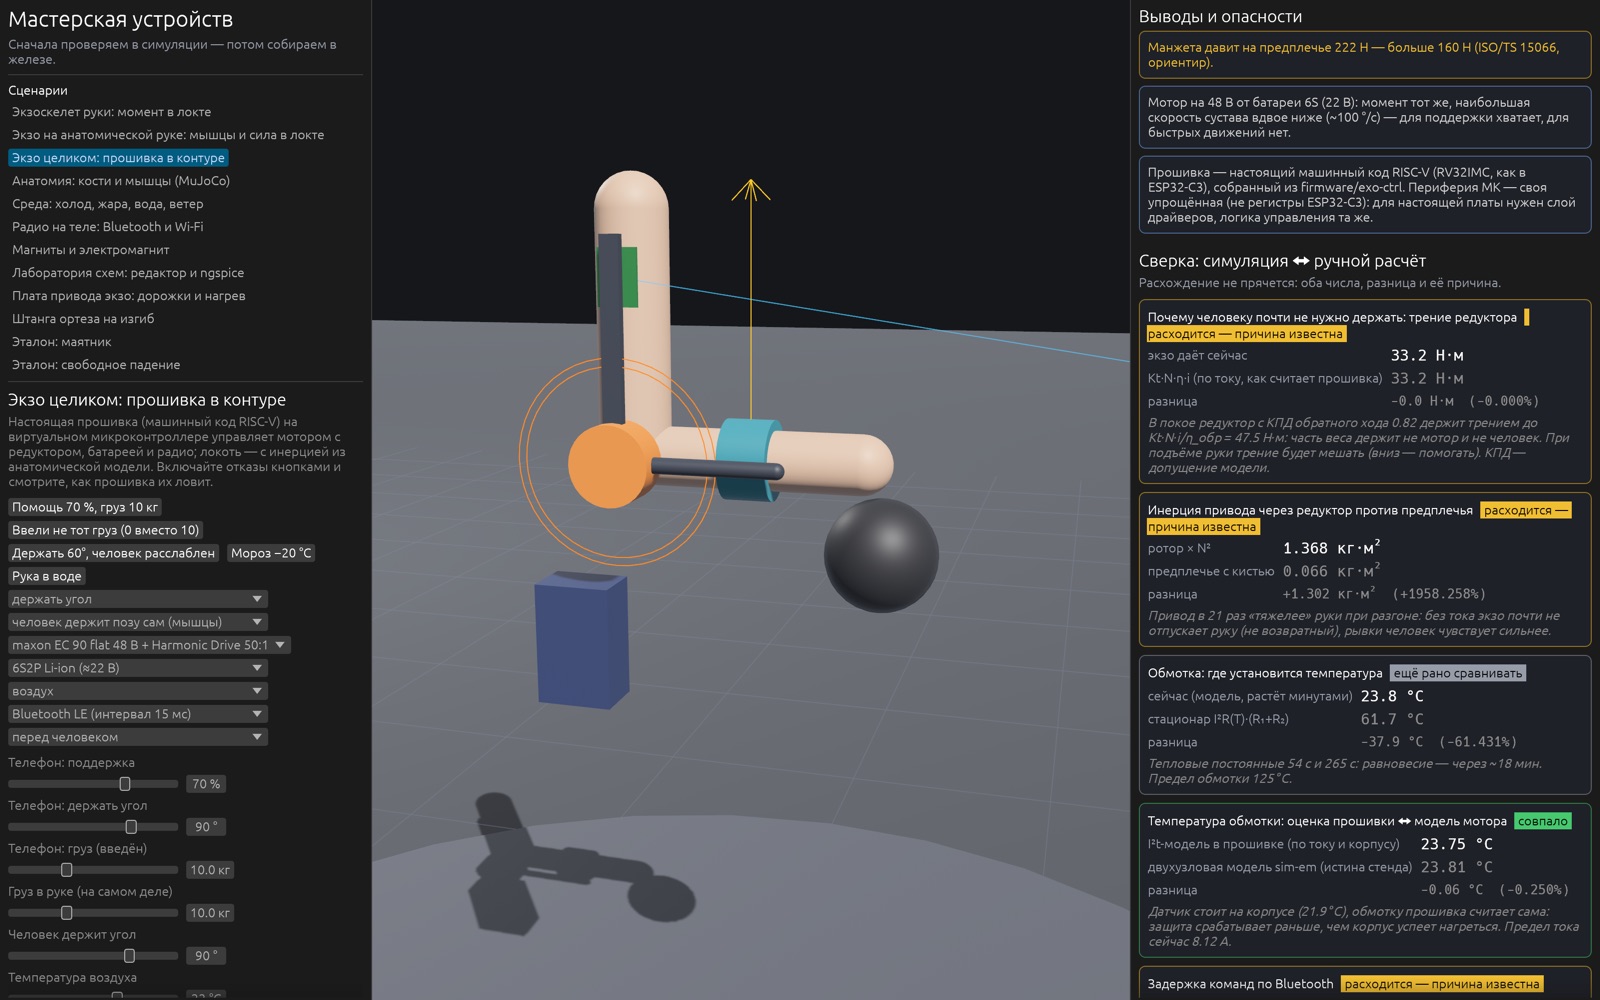 Мастерская устройств
Сначала проверяем в симуляции — потом собираем в
железе.
Сценарии
Экзоскелет руки: момент в локте
Экзо на анатомической руке: мышцы и сила в локте
Экзо целиком: прошивка в контуре
Анатомия: кости и мышцы (MuJoCo)
Среда: холод, жара, вода, ветер
Радио на теле: Bluetooth и Wi-Fi
Магниты и электромагнит
Лаборатория схем: редактор и ngspice
Плата привода экзо: дорожки и нагрев
Штанга ортеза на изгиб
Эталон: маятник
Эталон: свободное падение
Экзо целиком: прошивка в контуре
Настоящая прошивка (машинный код RISC-V) на
виртуальном микроконтроллере управляет мотором с
редуктором, батареей и радио; локоть — с инерцией из
анатомической модели. Включайте отказы кнопками и
смотрите, как прошивка их ловит.
Помощь 70 %, груз 10 кг
Ввели не тот груз (0 вместо 10)
Держать 60°, человек расслаблен Мороз −20 °C
Рука в воде
держать угол
человек держит позу сам (мышцы)
maxon EC 90 flat 48 В + Harmonic Drive 50:1
6S2P Li-ion (≈22 В)
воздух
Bluetooth LE (интервал 15 мс)
перед человеком
Телефон: поддержка
70 %
Телефон: держать угол
90 °
Телефон: груз (введён)
10.0 кг
Груз в руке (на самом деле)
10.0 кг
Человек держит угол
90 °
Температура воздуха
Выводы и опасности
Манжета давит на предплечье 222 Н — больше 160 Н (ISO/TS 15066,
ориентир).
Мотор на 48 В от батареи 6S (22 В): момент тот же, наибольшая
скорость сустава вдвое ниже (~100 °/с) — для поддержки хватает, для
быстрых движений нет.
Прошивка — настоящий машинный код RISC-V (RV32IMC, как в
ESP32-C3), собранный из firmware/exo-ctrl. Периферия МК — своя
упрощённая (не регистры ESP32-C3): для настоящей платы нужен слой
драйверов, логика управления та же.
Сверка: симуляция ⬌ ручной расчёт
Расхождение не прячется: оба числа, разница и её причина.
Почему человеку почти не нужно держать: трение редуктора
расходится — причина известна
экзо даёт сейчас 33.2 Н·м
Kt·N·η·i (по току, как считает прошивка) 33.2 Н·м
разница −0.0 Н·м (−0.000%)
В покое редуктор с КПД обратного хода 0.82 держит трением до
Kt·N·i/η_обр = 47.5 Н·м: часть веса держит не мотор и не человек. При
подъёме руки трение будет мешать (вниз — помогать). КПД —
допущение модели.
Инерция привода через редуктор против предплечья расходится —
причина известна
ротор × N² 1.368 кг·м²
предплечье с кистью 0.066 кг·м²
разница +1.302 кг·м² (+1958.258%)
Привод в 21 раз «тяжелее» руки при разгоне: без тока экзо почти не
отпускает руку (не возвратный), рывки человек чувствует сильнее.
Обмотка: где установится температура ещё рано сравнивать
сейчас (модель, растёт минутами) 23.8 °C
стационар I²R(T)·(R₁+R₂) 61.7 °C
разница −37.9 °C (−61.431%)
Тепловые постоянные 54 с и 265 с: равновесие — через ~18 мин.
Предел обмотки 125 °C.
Температура обмотки: оценка прошивки ⬌ модель мотора совпало
I²t-модель в прошивке (по току и корпусу) 23.75 °C
двухузловая модель sim-em (истина стенда) 23.81 °C
разница −0.06 °C (−0.250%)
Датчик стоит на корпусе (21.9 °C), обмотку прошивка считает сама:
защита срабатывает раньше, чем корпус успеет нагреться. Предел тока
сейчас 8.12 А.
Задержка команд по Bluetooth расходится — причина известна